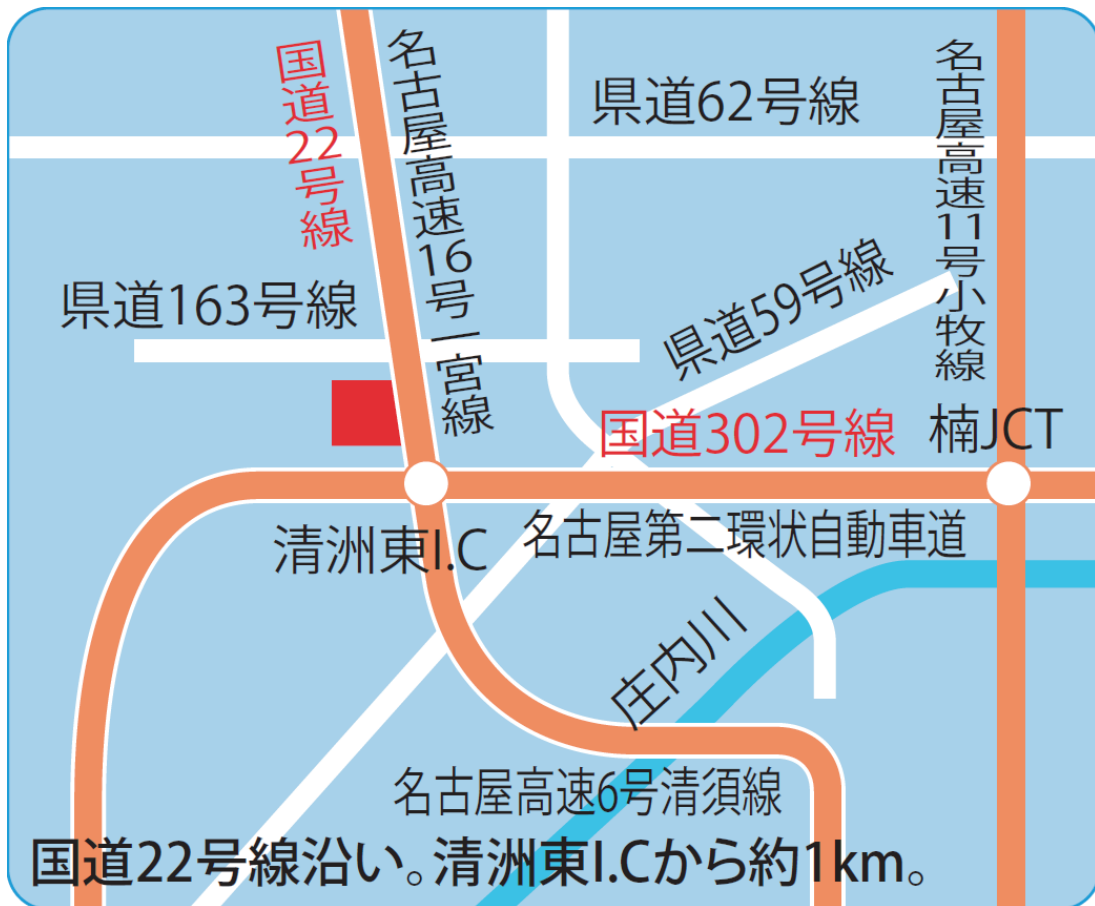 国道22号線
名古屋高速16号一宮線
県道62号線
名古屋高速11号小牧線
県道163号線
県道59号線
国道302号線
楠JCT
清洲東I.C
名古屋第二環状自動車道
庄内川
名古屋高速6号清須線
国道22号線沿い。清洲東I.Cから約1km。